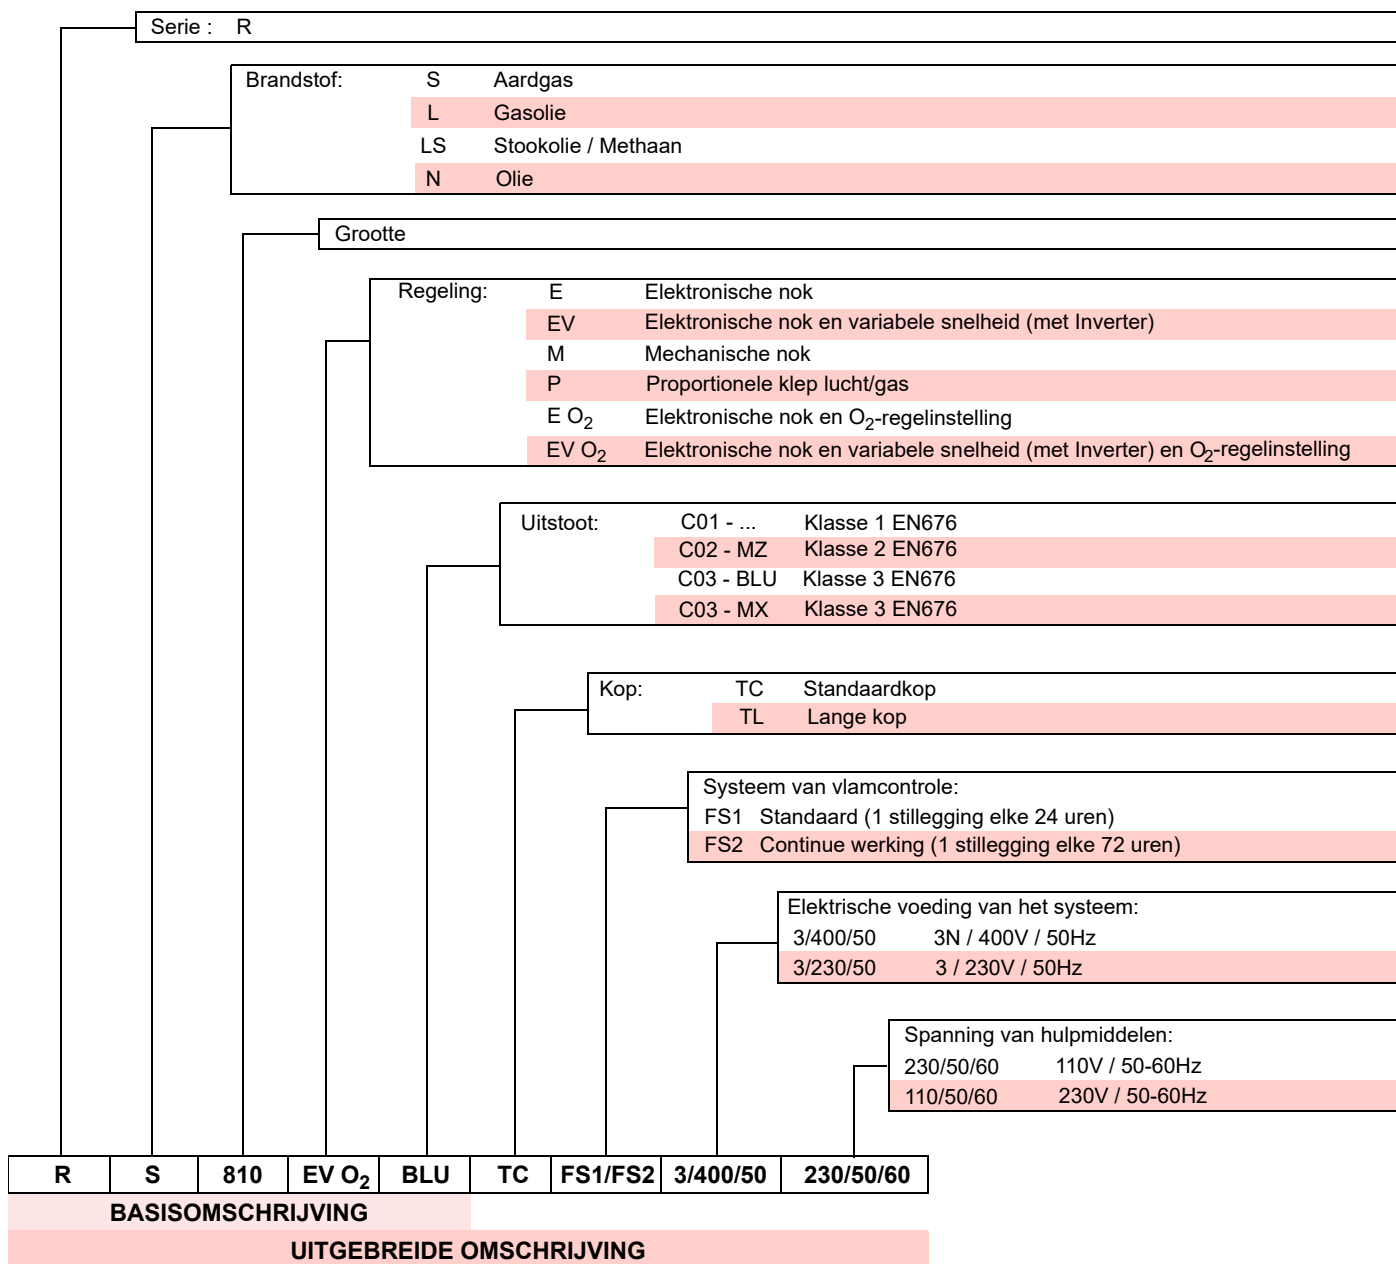 Serie : R
Brandstof: S Aardgas
L Gasolie
LS Stookolie / Methaan
N Olie
Grootte
Regeling: E Elektronische nok
EV Elektronische nok en variabele snelheid (met Inverter)
M Mechanische nok
P Proportionele klep lucht/gas
E O2 Elektronische nok en O2-regelinstelling
EV O2 Elektronische nok en variabele snelheid (met Inverter) en O2-regelinstelling
Uitstoot: C01 - ... Klasse 1 EN676
C02 - MZ Klasse 2 EN676
C03 - BLU Klasse 3 EN676
C03 - MX Klasse 3 EN676
Kop: TC Standaardkop
TL Lange kop
Systeem van vlamcontrole:
FS1 Standaard (1 stillegging elke 24 uren)
FS2 Continue werking (1 stillegging elke 72 uren)
Elektrische voeding van het systeem:
3/400/50 3N / 400V / 50Hz
3/230/50 3 / 230V / 50Hz
Spanning van hulpmiddelen:
230/50/60 110V / 50-60Hz
110/50/60 230V / 50-60Hz
R S 810 EV O2 BLU TC FS1/FS2 3/400/50 230/50/60
BASISOMSCHRIJVING
UITGEBREIDE OMSCHRIJVING